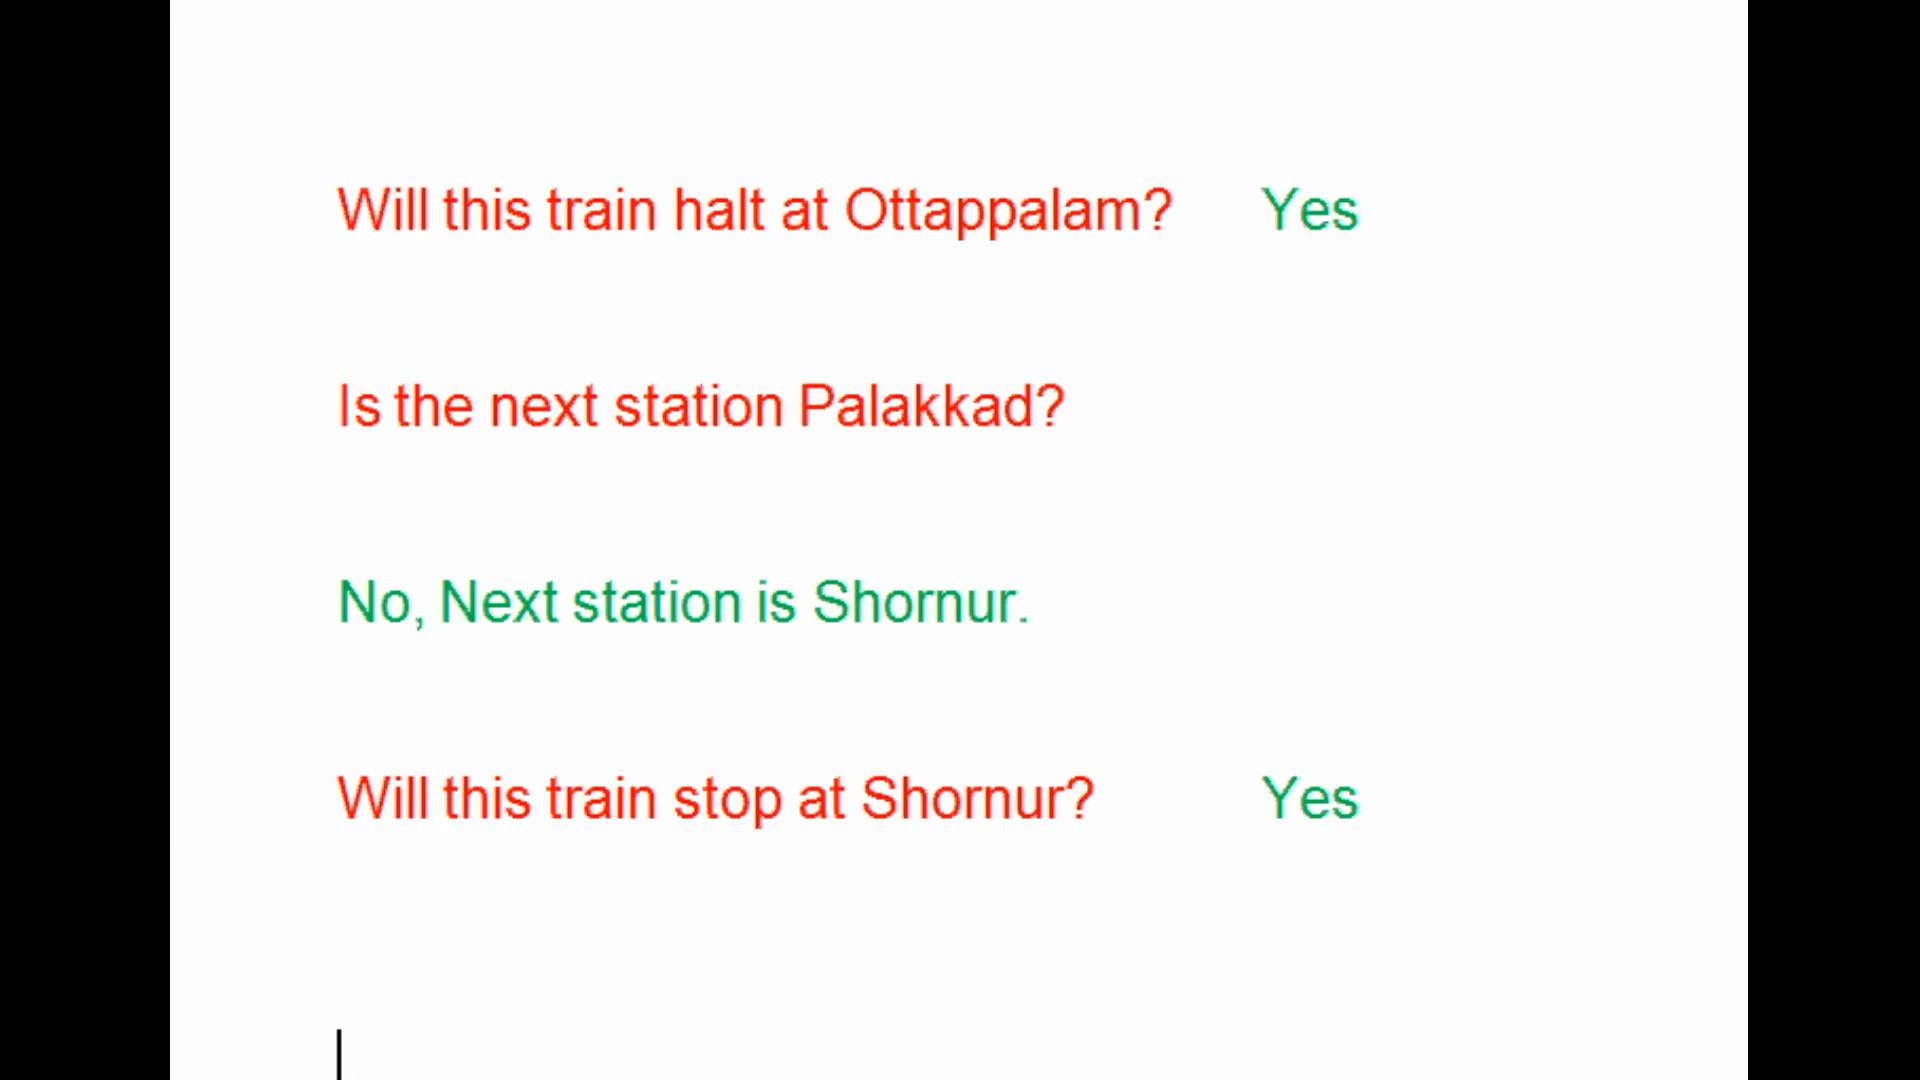 Will this train halt at Ottappalam? Yes
Is the next station Palakkad?
No, Next station is Shornur.
Will this train stop at Shornur? Yes